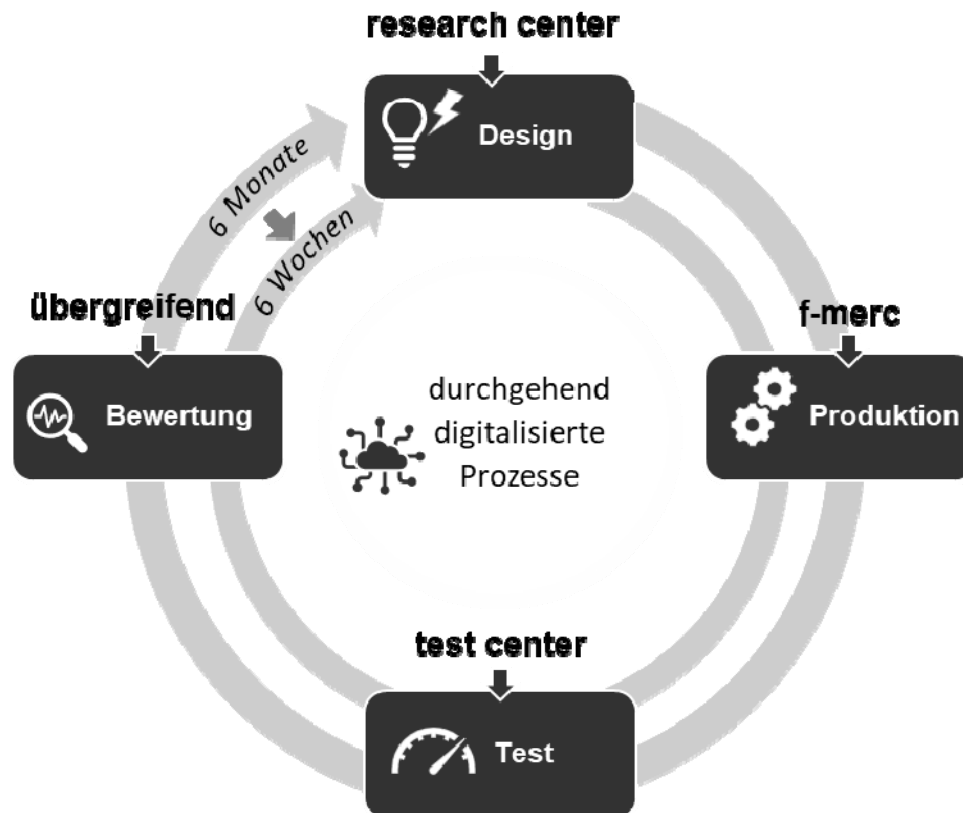 research center
Design
6 Monate
6 Wochen
übergreifend
f-merc
Bewertung
durchgehend
digitalisierte
Prozesse
Produktion
test center
Test